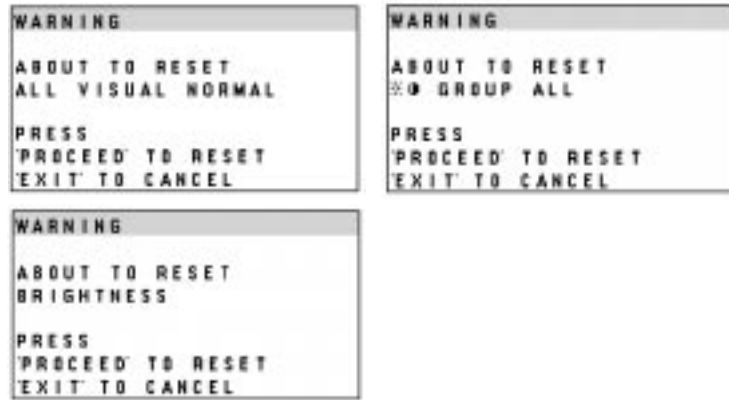 WARNING
ABOUT TO RESET
ALL VISUAL NORMAL
PRESS
'PROCEED' TO RESET
'EXIT' TO CANCEL
WARNING
ABOUT TO RESET
GROUP ALL
PRESS
'PROCEED' TO RESET
'EXIT' TO CANCEL
WARNING
ABOUT TO RESET
BRIGHTNESS
PRESS
'PROCEED' TO RESET
'EXIT' TO CANCEL